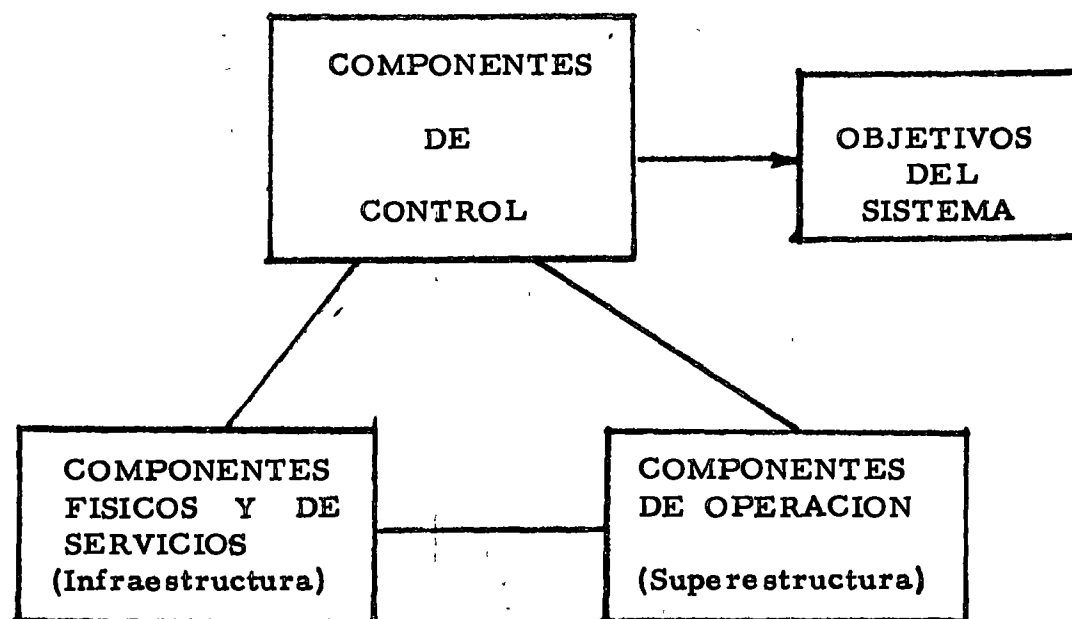 COMPONENTES
DE
CONTROL
OBJETIVOS
DEL
SISTEMA
COMPONENTES
FISICOS Y DE
SERVICIOS
(Infraestructura)
COMPONENTES
DE OPERACION
(Superestructura)